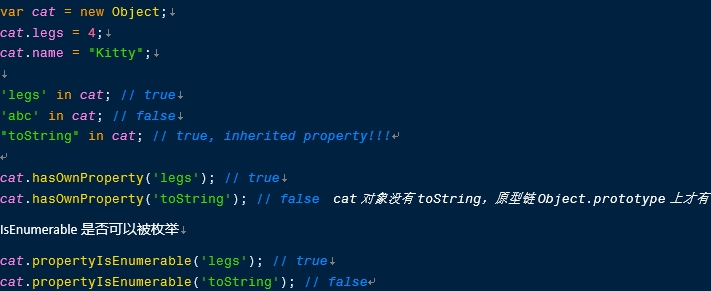 var cat = new Object;
cat.legs = 4;
cat.name = "Kitty";
'legs' in cat; // true
'abc' in cat; // false
"toString" in cat; // true, inherited property!!!
cat.hasOwnProperty('legs'); // true
cat.hasOwnProperty('toString'); // false cat 对象没有 toString，原型链 Object.prototype 上才有
IsEnumerable 是否可以被枚举
cat.propertyIsEnumerable('legs'); // true
cat.propertyIsEnumerable('toString'); // false